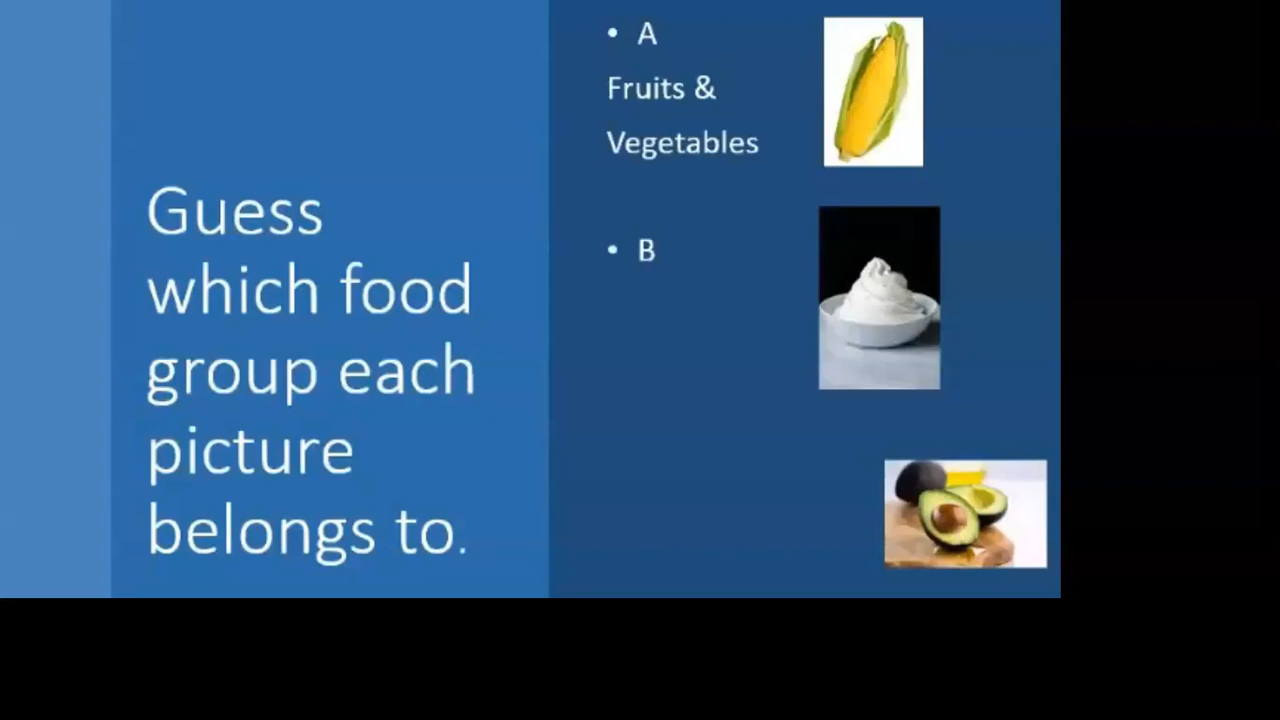 Guess
which food
group each
picture
belongs to.
• A
Fruits &
Vegetables
• B